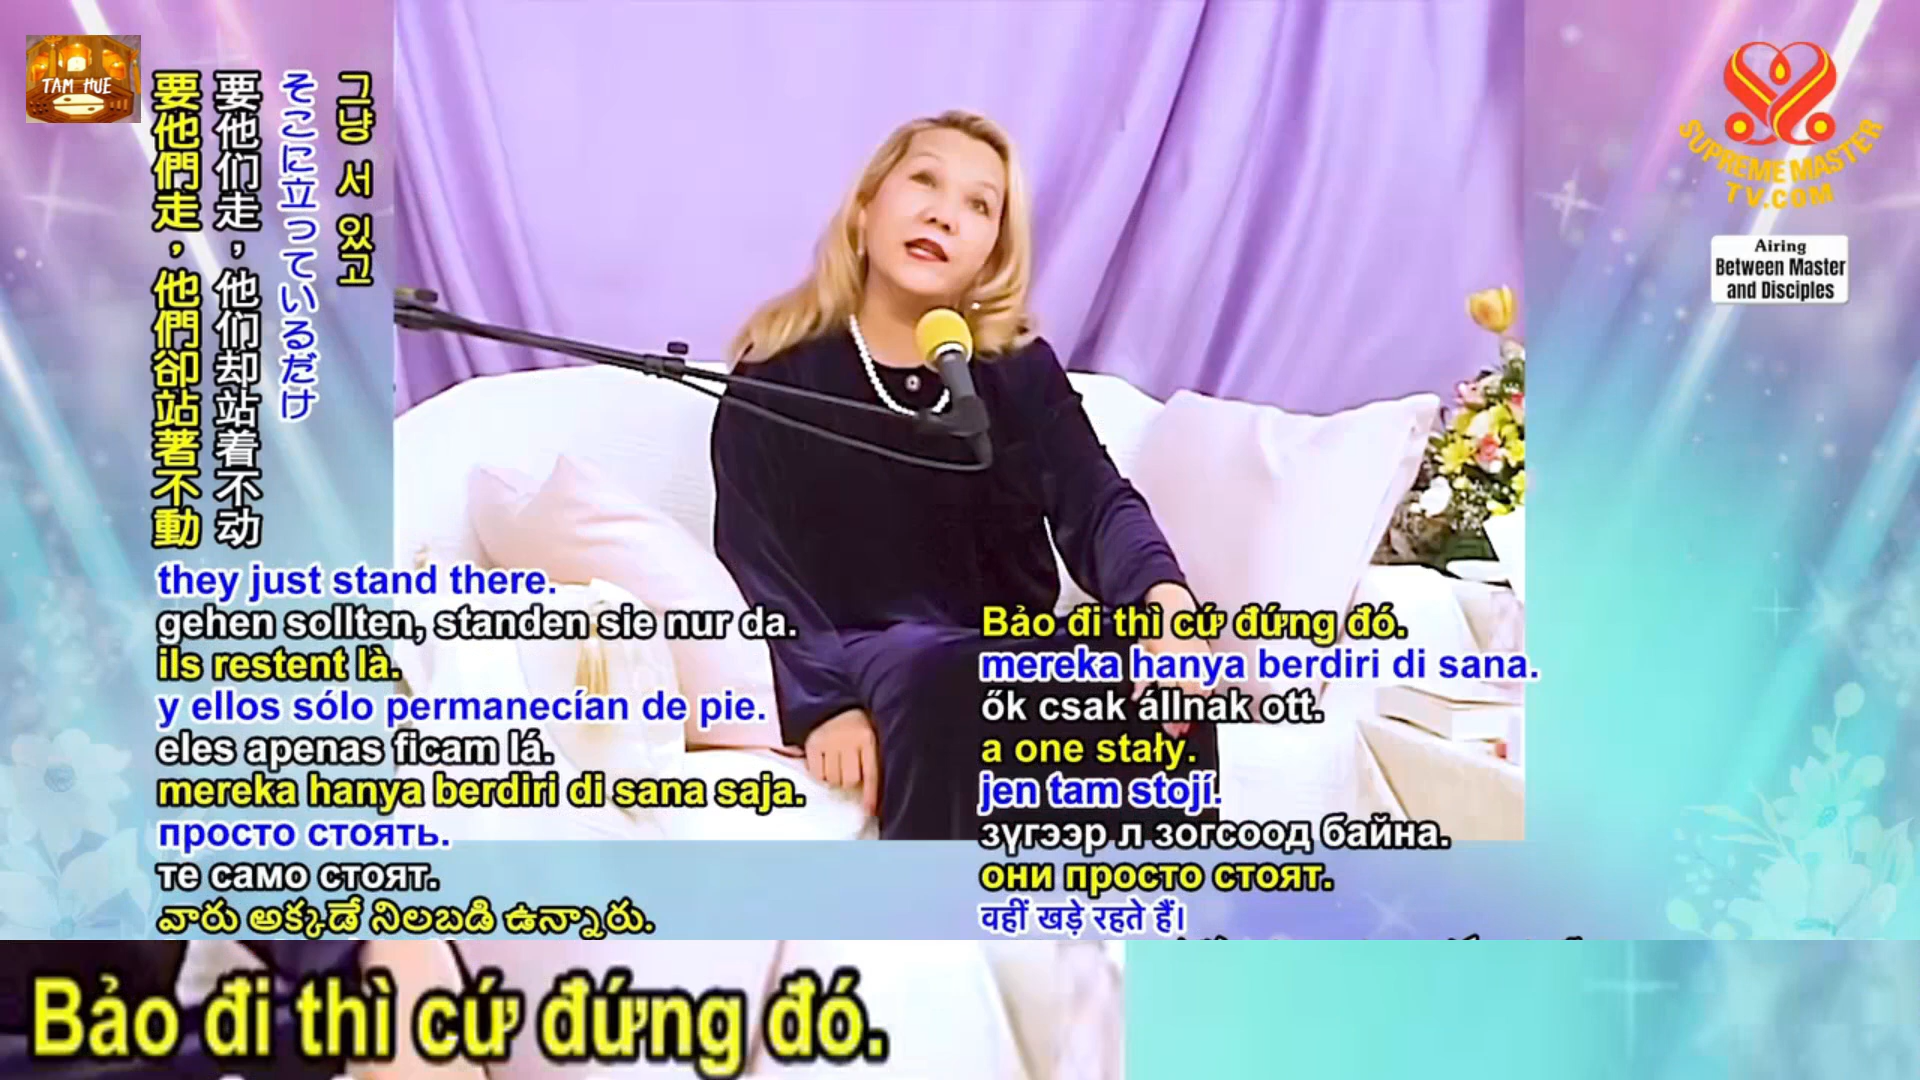 TAM HUE
要他們走，他們卻站著不動
要他们走，他们却站着不动
そこに立っているだけ
그냥 서 있고
SUPREME MASTER
TV.COM
Airing
Between Master
and Disciples
they just stand there.
gehen sollten, standen sie nur da.
ils restent là.
y ellos sólo permanecían de pie.
eles apenas ficam lá.
mereka hanya berdiri di sana saja.
просто стоять.
те само стоят.
వారు అక్కడే నిలబడి ఉన్నారు.
Bảo đi thì cứ đứng đó.
mereka hanya berdiri di sana.
ők csak állnak ott.
a one stały.
jen tam stojí.
зүгээр л зогсоод байна.
они просто стоят.
वहीं खड़े रहते हैं।
Bảo đi thì cứ đứng đó.